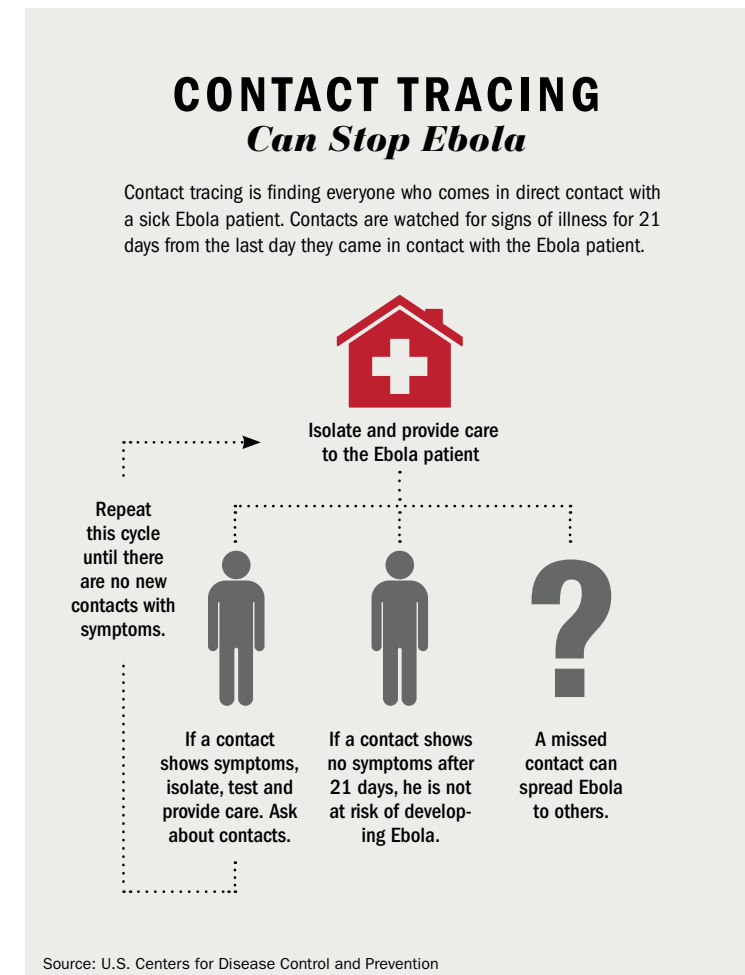 CONTACT TRACING
Can Stop Ebola
Contact tracing is finding everyone who comes in direct contact with
a sick Ebola patient. Contacts are watched for signs of illness for 21
days from the last day they came in contact with the Ebola patient.
Isolate and provide care
to the Ebola patient
Repeat
this cycle
until there
are no new
contacts with
symptoms.
If a contact
shows symptoms,
isolate, test and
provide care. Ask
about contacts.
If a contact shows
no symptoms after
21 days, he is not
at risk of develop-
ing Ebola.
?
A missed
contact can
spread Ebola
to others.
Source: U.S. Centers for Disease Control and Prevention